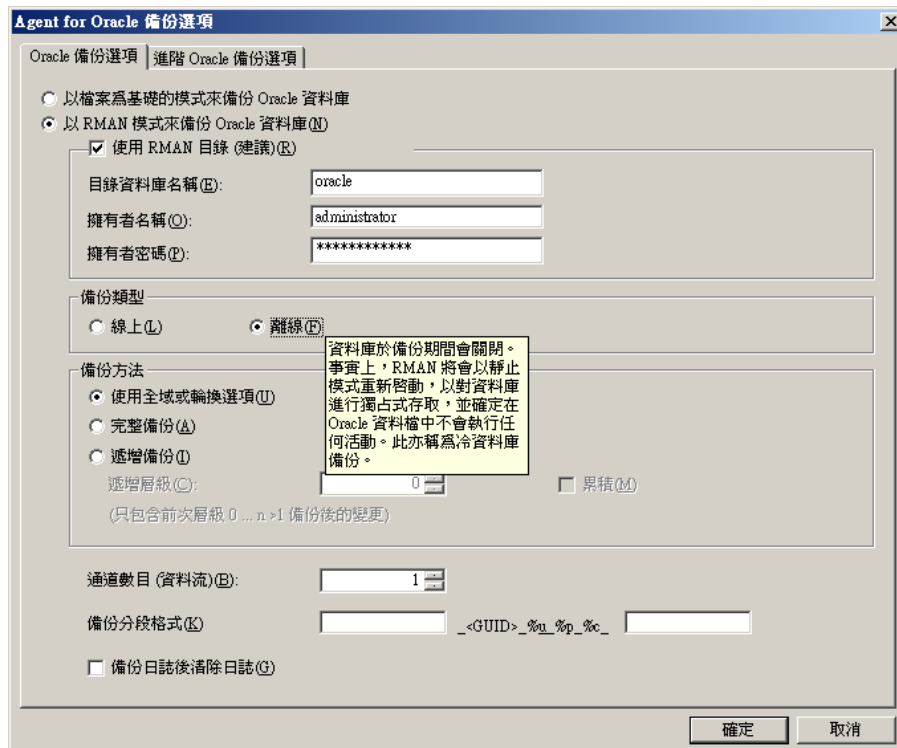 Agent for Oracle 備份選項
Oracle 備份選項 進階 Oracle 備份選項
以檔案為基礎的模式來備份 Oracle 資料庫
以 RMAN 模式來備份 Oracle 資料庫(N)
使用 RMAN 目錄 (建議)(R)
目錄資料庫名稱(E): oracle
擁有者名稱(O): administrator
擁有者密碼(P): ************
備份類型
線上(L) 離線(F)
資料庫於備份期間會關閉。
事實上，RMAN 將會以靜止
模式重新啓動，以對資料庫
進行獨占式存取，並確定在
Oracle 資料檔中不會執行任
何活動。此亦稱為冷資料庫
備份。
備份方法
使用全域或輪換選項(U)
完整備份(A)
遞增備份(I)
遞增層級(C): 0 累積(M)
(只包含前次層級 0 ... n >1 備份後的變更)
通道數目 (資料流)(B): 1
備份分段格式(K) _<GUID>_%u_%p_%c_
備份日誌後清除日誌(G)
確定 取消